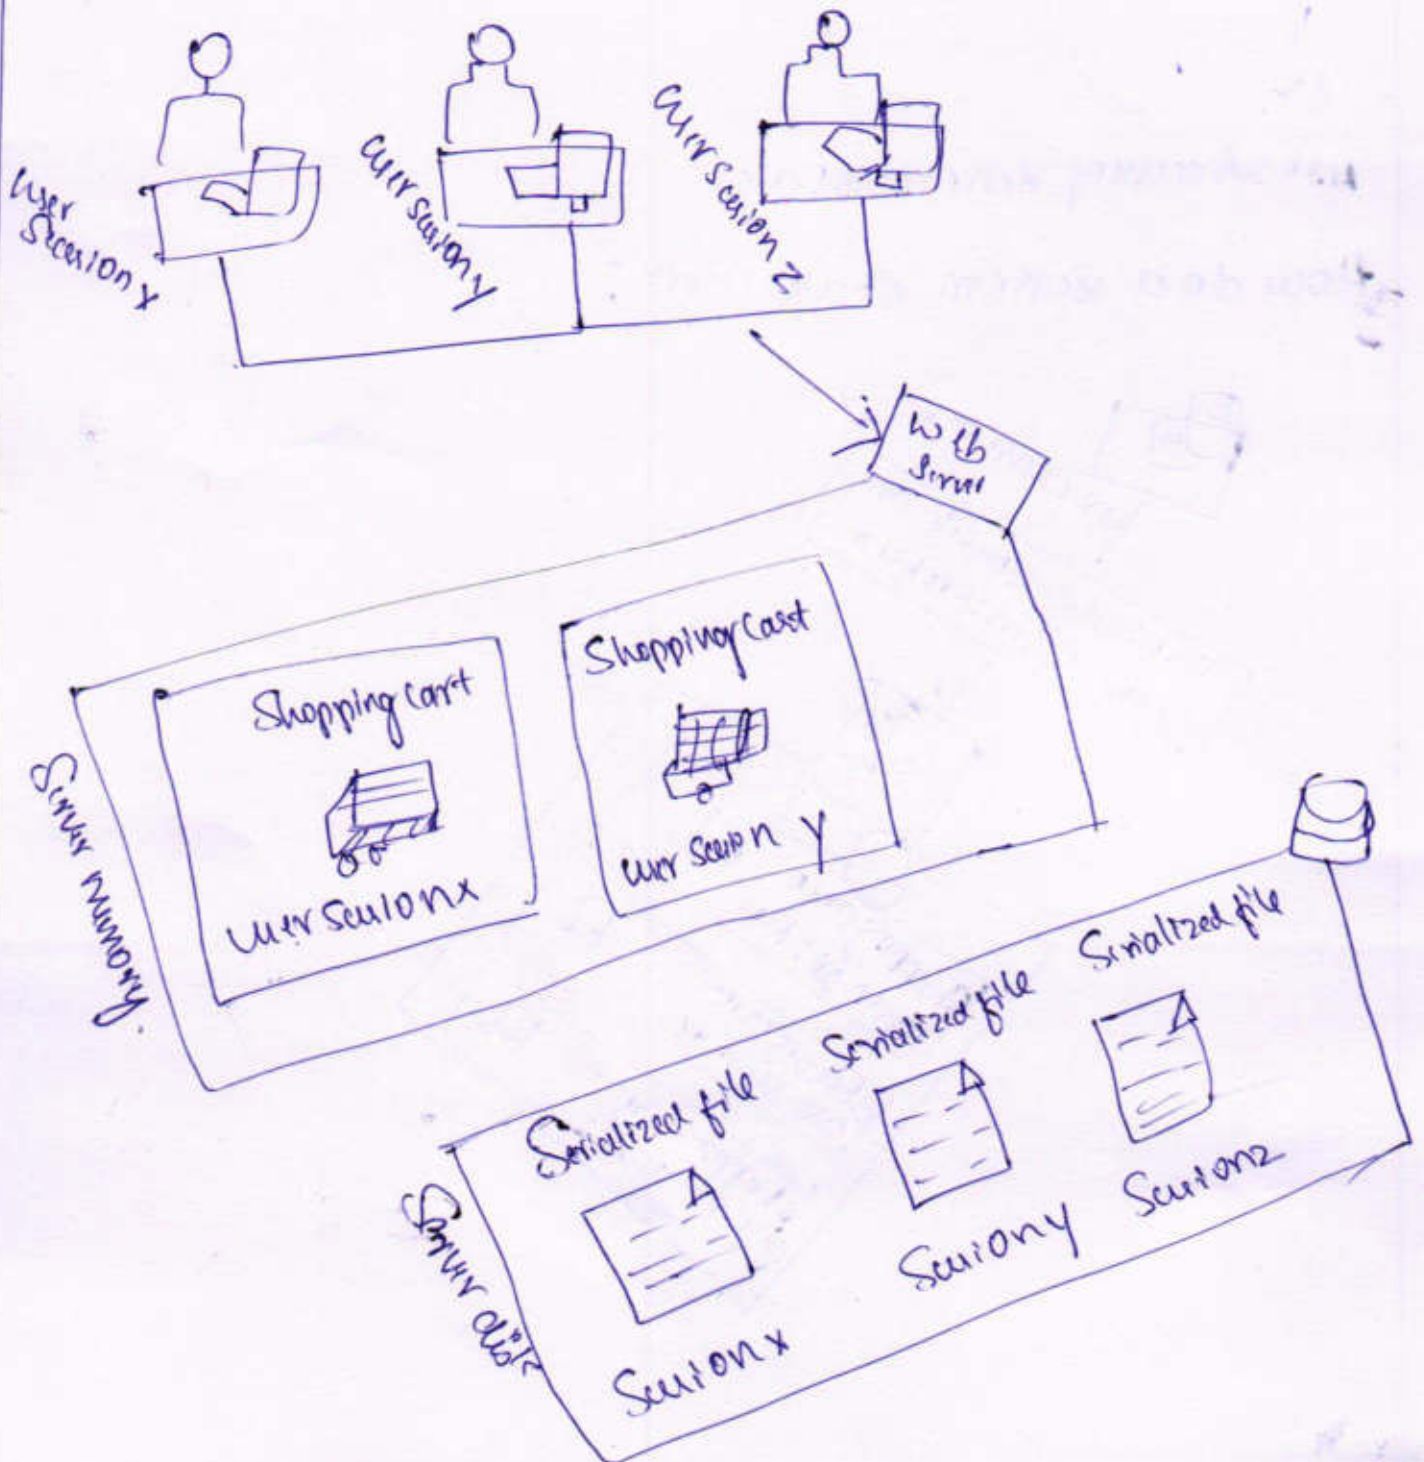 User
Session x
User session y
User session z
Web
Server
Server memory.
Shopping cart
User session x
Shopping cart
user session y
Server disk
Serialized file
Session x
Serialized file
Session y
Serialized file
Session z